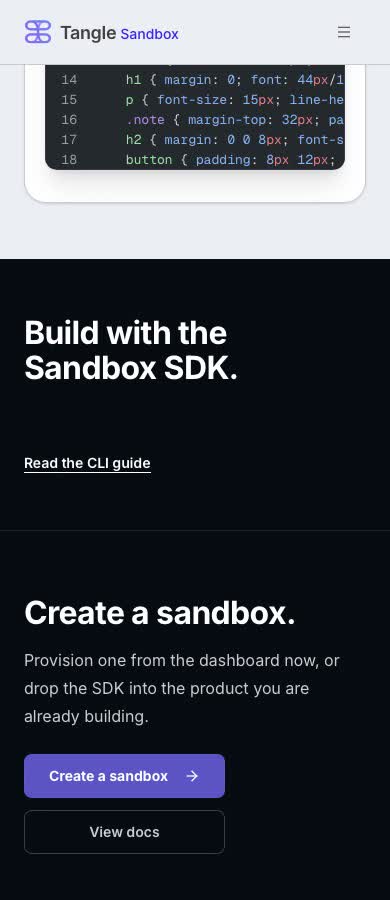 Tangle Sandbox
14 h1 { margin: 0; font: 44px/1
15 p { font-size: 15px; line-he
16 .note { margin-top: 32px; pa
17 h2 { margin: 0 0 8px; font-s
18 button { padding: 8px 12px;
Build with the
Sandbox SDK.
Read the CLI guide
Create a sandbox.
Provision one from the dashboard now, or
drop the SDK into the product you are
already building.
Create a sandbox
View docs